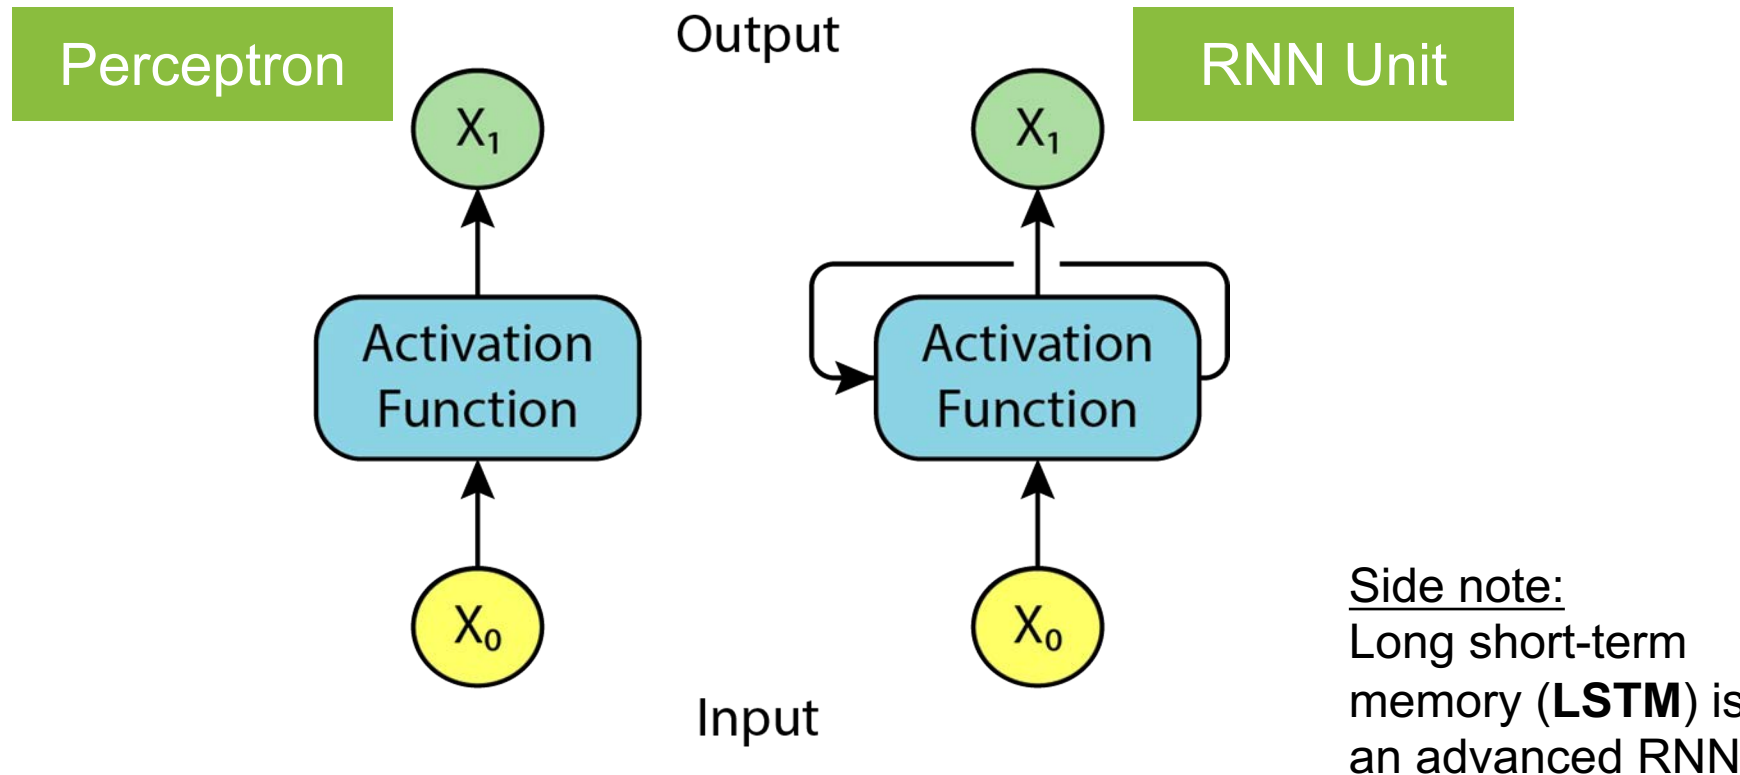 Perceptron
Output
RNN Unit
X₁
X₁
Activation
Function
Activation
Function
X₀
X₀
Input
Side note:
Long short-term
memory (LSTM) is
an advanced RNN